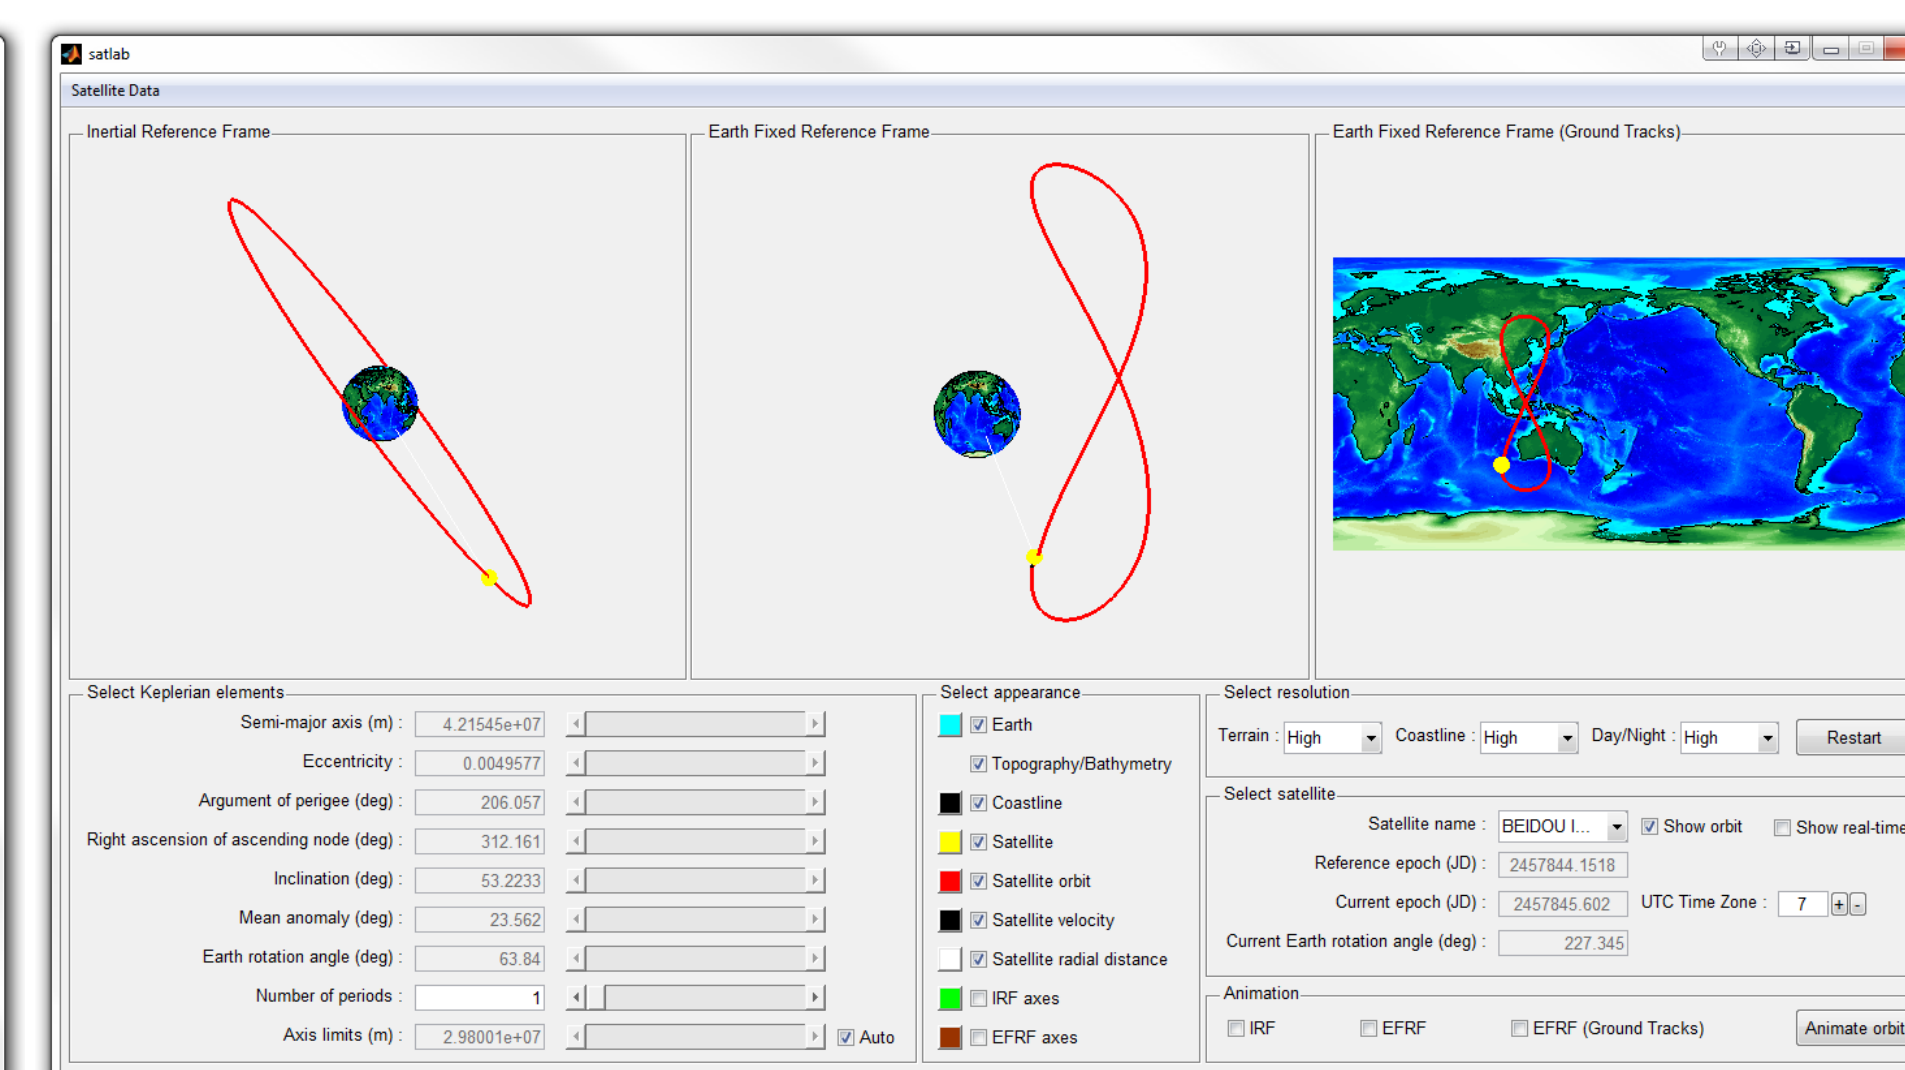 satlab
Satellite Data
Inertial Reference Frame
Earth Fixed Reference Frame
Earth Fixed Reference Frame (Ground Tracks)
Select Keplerian elements
Semi-major axis (m) : 4.21545e+07
Eccentricity : 0.0049577
Argument of perigee (deg) : 206.057
Right ascension of ascending node (deg) : 312.161
Inclination (deg) : 53.2233
Mean anomaly (deg) : 23.562
Earth rotation angle (deg) : 63.84
Number of periods : 1
Axis limits (m) : 2.98001e+07 Auto
Select appearance
Earth
Topography/Bathymetry
Coastline
Satellite
Satellite orbit
Satellite velocity
Satellite radial distance
IRF axes
EFRF axes
Select resolution
Terrain : High Coastline : High Day/Night : High Restart
Select satellite
Satellite name : BEIDOU I... Show orbit Show real-time
Reference epoch (JD) : 2457844.1518
Current epoch (JD) : 2457845.602 UTC Time Zone : 7 + -
Current Earth rotation angle (deg) : 227.345
Animation
IRF EFRF EFRF (Ground Tracks) Animate orbit